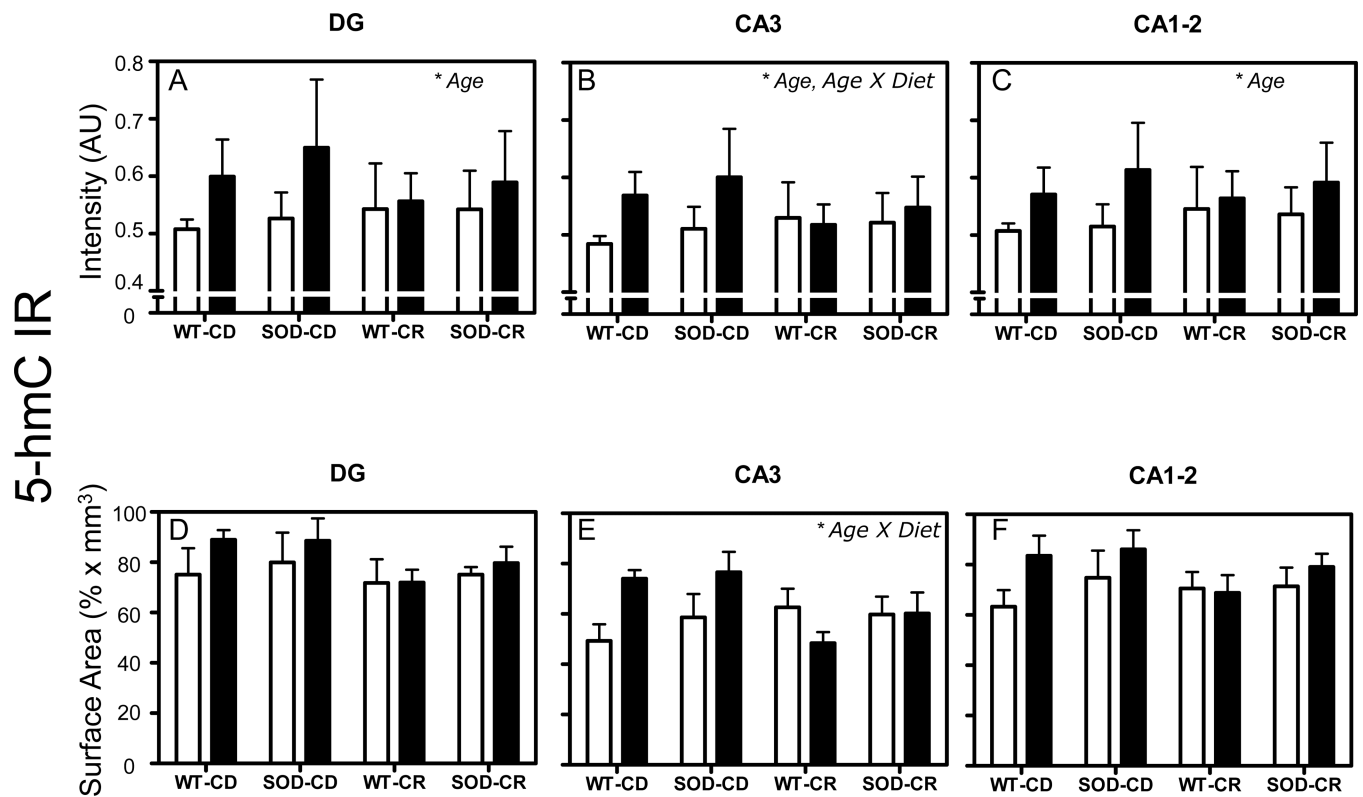 5-hmC IR
DG
CA3
CA1-2
Intensity (AU)
0.8
0.7
0.6
0.5
0.4
0
A
* Age
B
* Age, Age X Diet
C
* Age
WT-CD SOD-CD WT-CR SOD-CR
WT-CD SOD-CD WT-CR SOD-CR
WT-CD SOD-CD WT-CR SOD-CR
DG
CA3
CA1-2
Surface Area (% x mm³)
100
80
60
40
20
0
D
E
* Age X Diet
F
WT-CD SOD-CD WT-CR SOD-CR
WT-CD SOD-CD WT-CR SOD-CR
WT-CD SOD-CD WT-CR SOD-CR